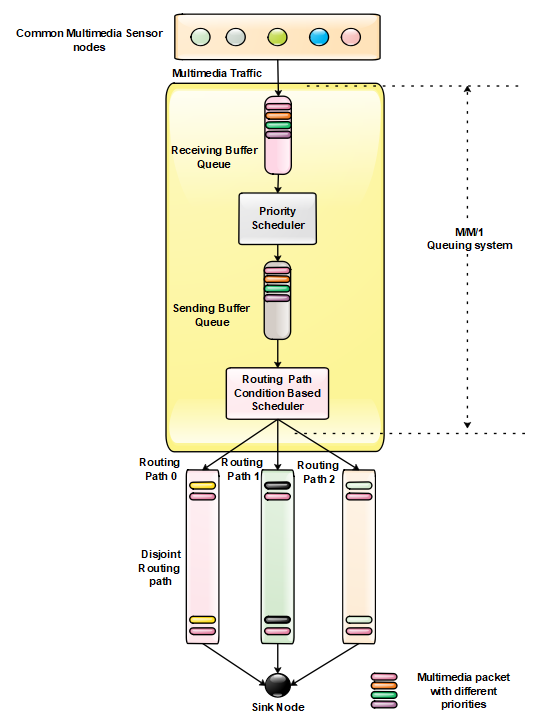 Common Multimedia Sensor
nodes
Multimedia Traffic
Receiving Buffer
Queue
Priority
Scheduler
M/M/1
Queuing system
Sending Buffer
Queue
Routing Path
Condition Based
Scheduler
Routing
Path 0
Routing
Path 1
Routing
Path 2
Disjoint
Routing
path
Sink Node
Multimedia packet
with different
priorities